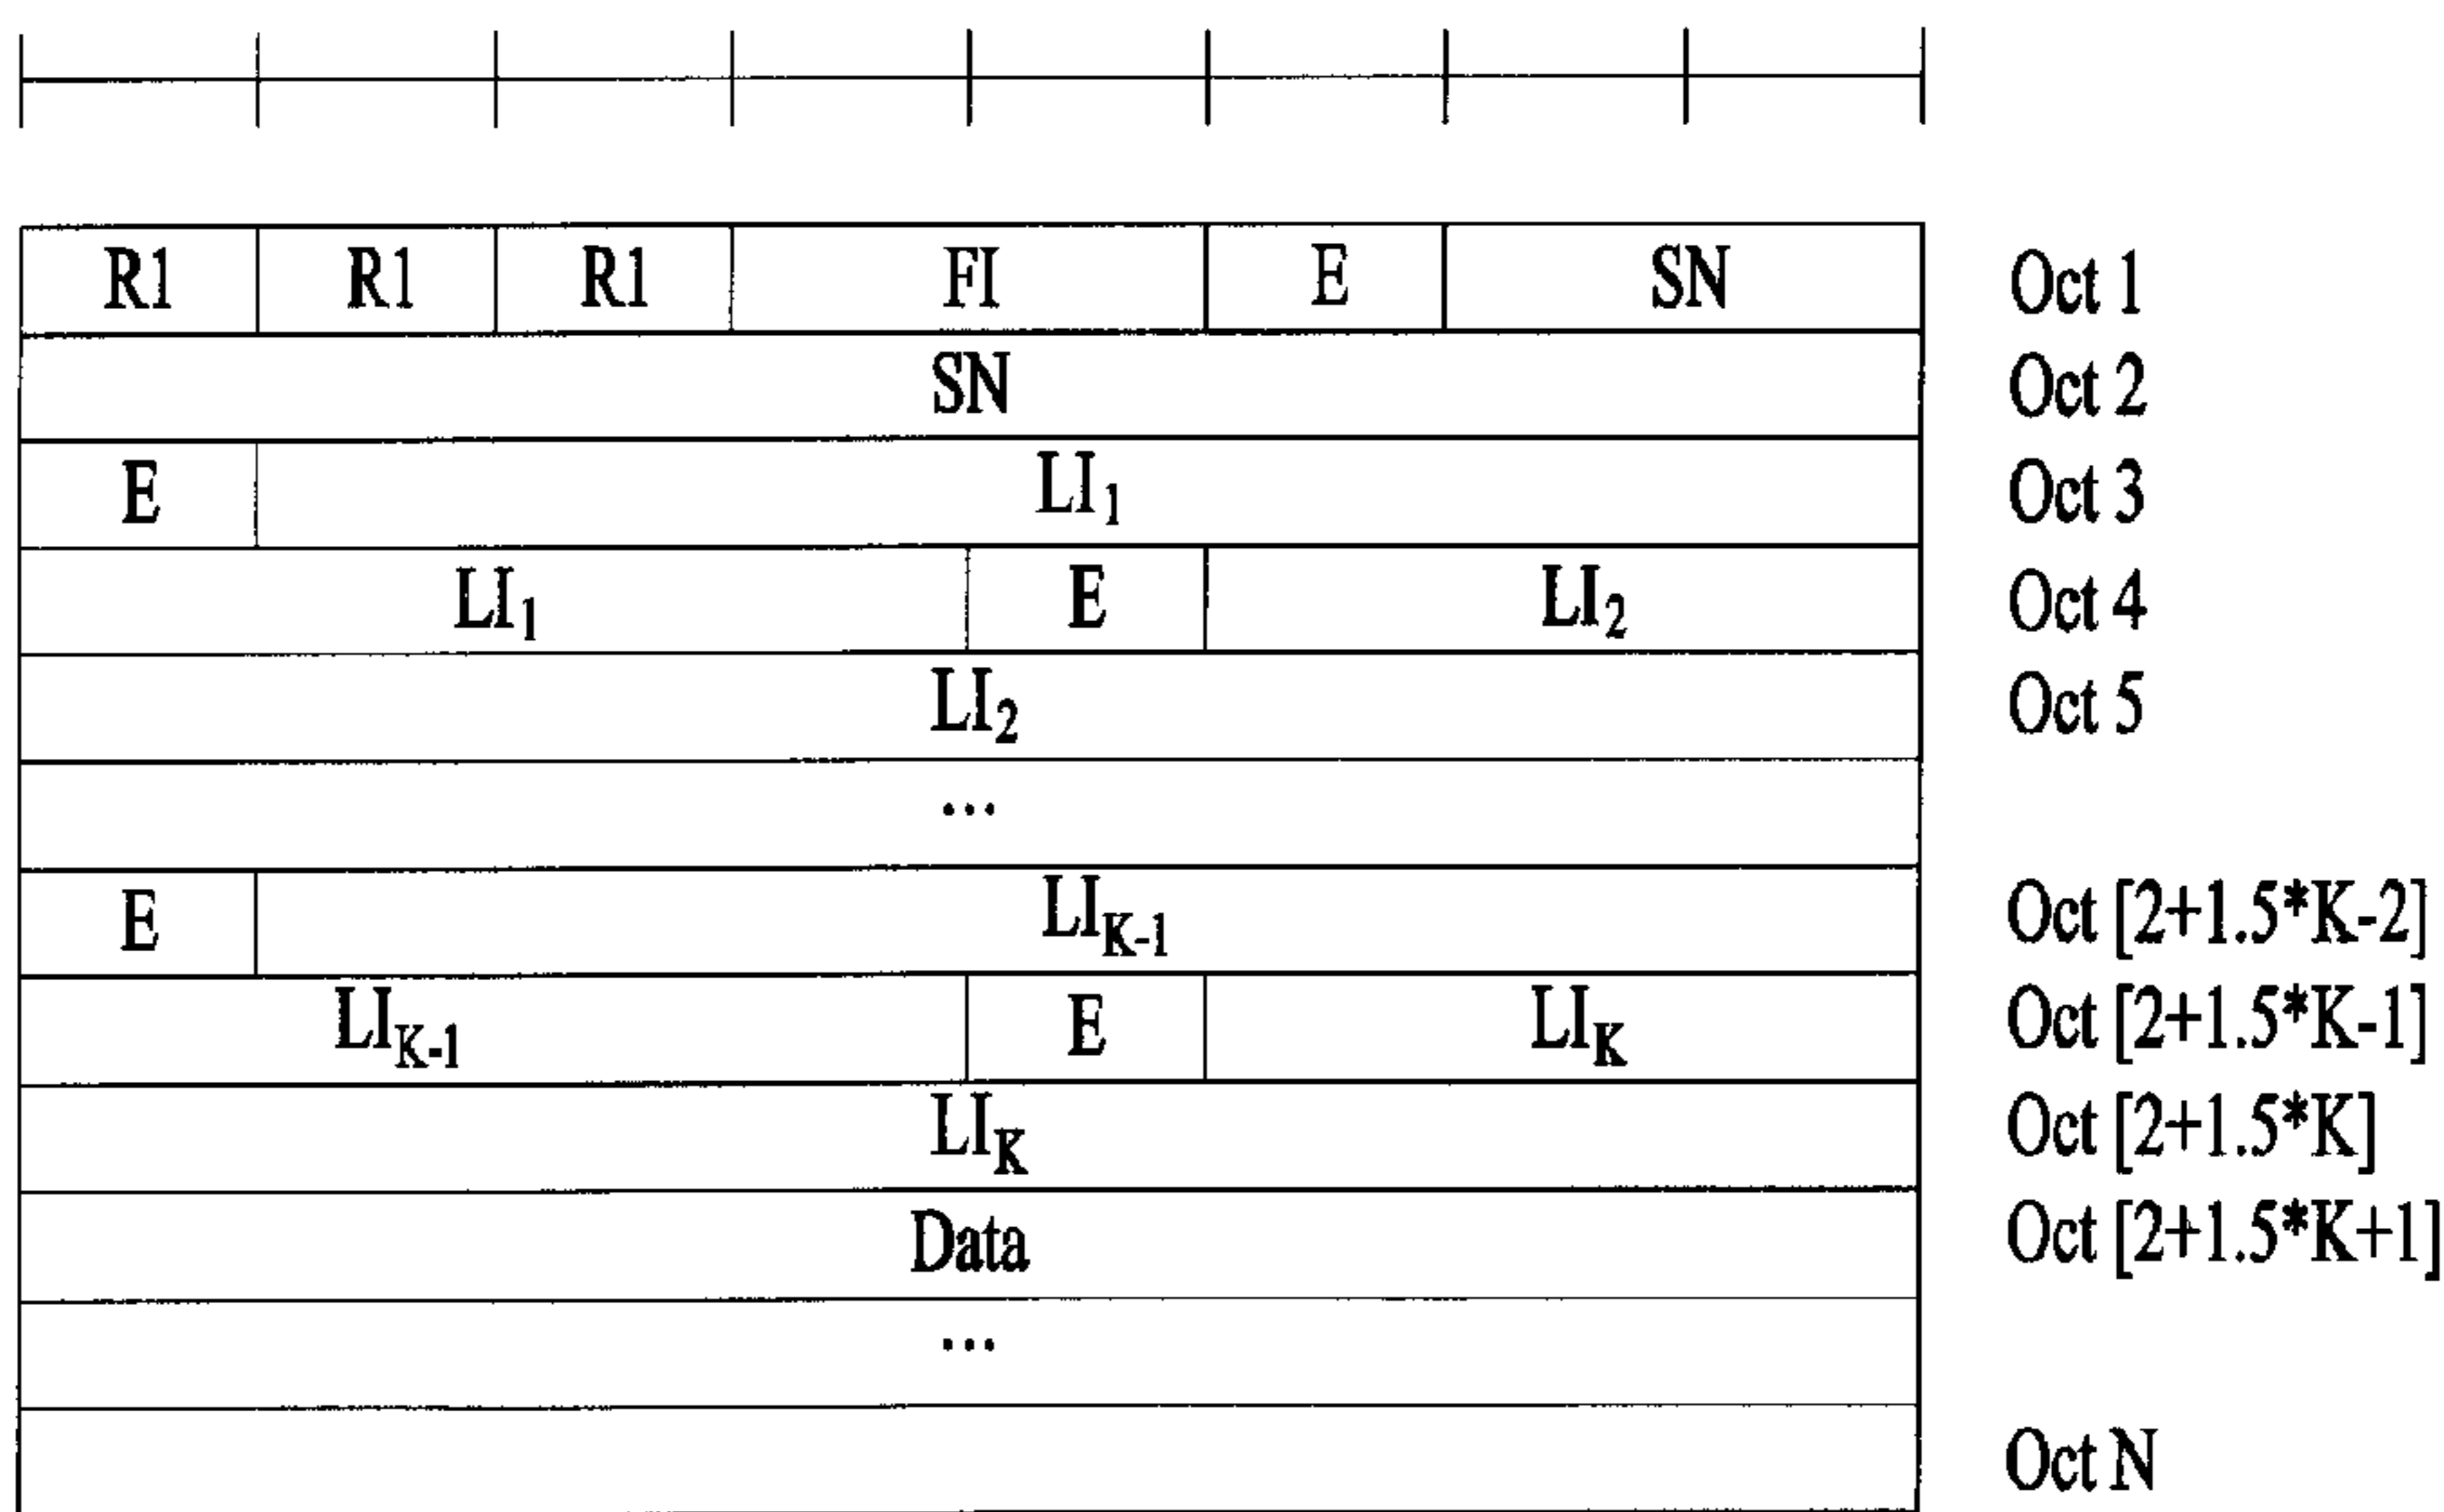 R1 R1 R1 FI E SN Oct 1
SN Oct 2
E LI1 Oct 3
LI1 E LI2 Oct 4
LI2 Oct 5
...
E LIK-1 Oct [2+1.5*K-2]
LIK-1 E LIK Oct [2+1.5*K-1]
LIK Oct [2+1.5*K]
Data Oct [2+1.5*K+1]
...
Oct N